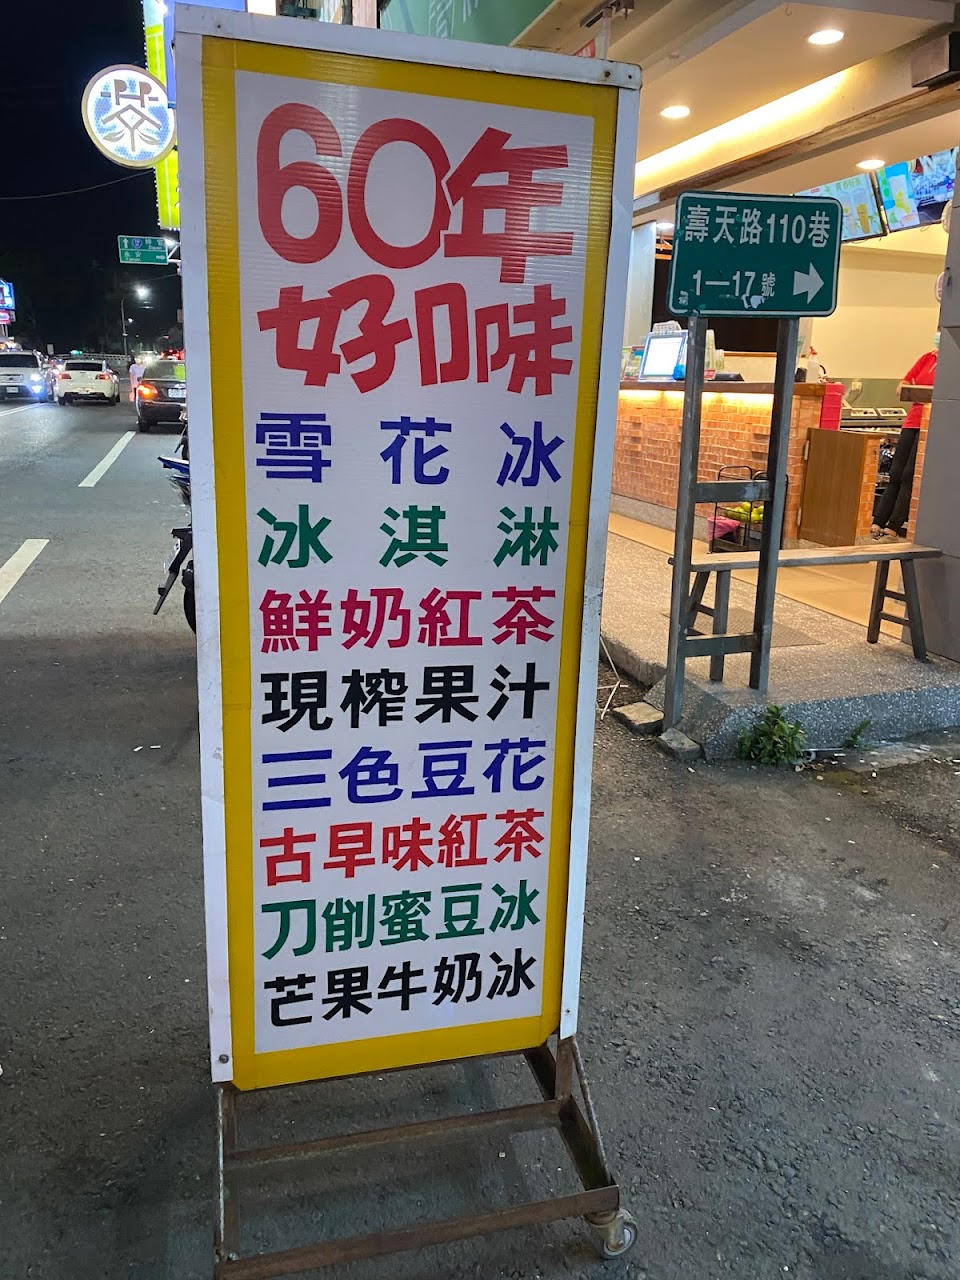 60年
好口味
雪花冰
冰淇淋
鮮奶紅茶
現榨果汁
三色豆花
古早味紅茶
刀削蜜豆冰
芒果牛奶冰
茶
壽天路110巷
1—17號